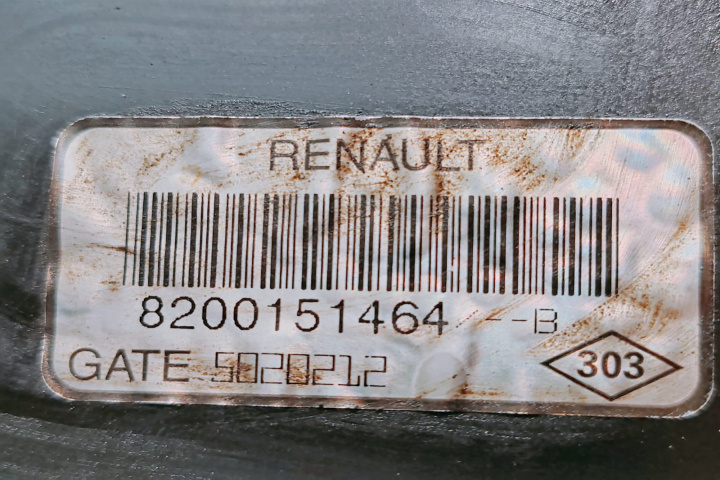 RENAULT
8200151464---B
GATE 5020212
303